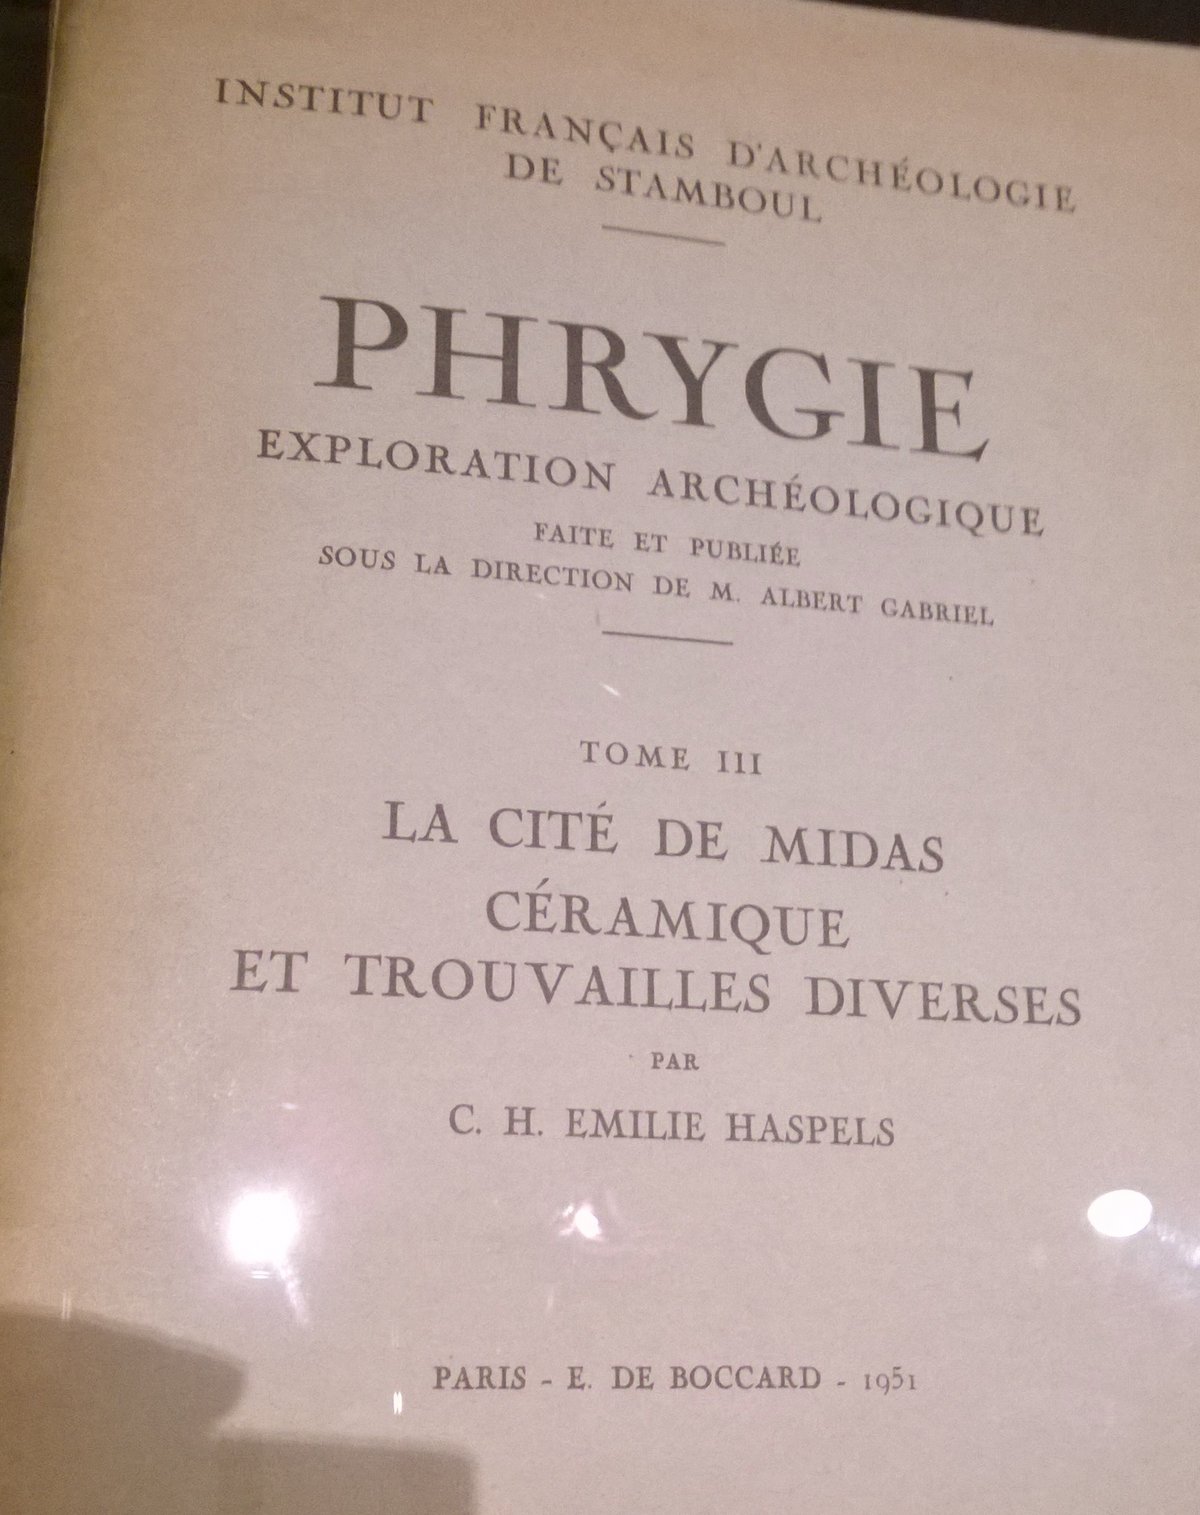 INSTITUT FRANÇAIS D'ARCHÉOLOGIE
DE STAMBOUL
PHRYGIE
EXPLORATION ARCHÉOLOGIQUE
FAITE ET PUBLIÉE
SOUS LA DIRECTION DE M. ALBERT GABRIEL
TOME III
LA CITÉ DE MIDAS
CÉRAMIQUE
ET TROUVAILLES DIVERSES
PAR
C. H. EMILIE HASPELS
PARIS - E. DE BOCCARD - 1951